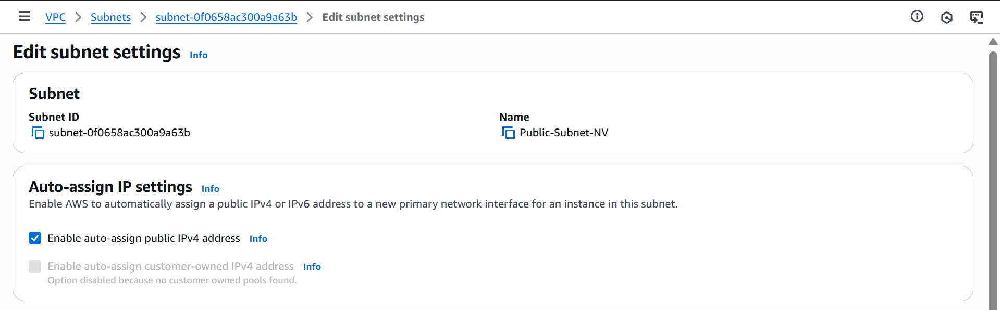 VPC > Subnets > subnet-0f0658ac300a9a63b > Edit subnet settings
Edit subnet settings Info
Subnet
Subnet ID Name
subnet-0f0658ac300a9a63b Public-Subnet-NV
Auto-assign IP settings Info
Enable AWS to automatically assign a public IPv4 or IPv6 address to a new primary network interface for an instance in this subnet.
Enable auto-assign public IPv4 address Info
Enable auto-assign customer-owned IPv4 address Info
Option disabled because no customer owned pools found.